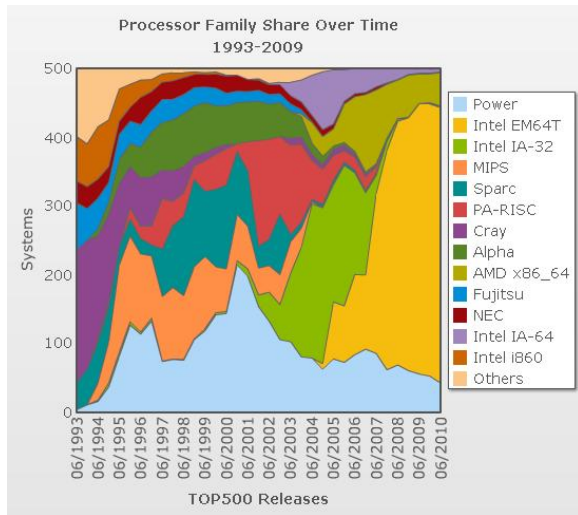 Processor Family Share Over Time
1993-2009
500
400
300
200
100
0
Systems
06/1993
06/1994
06/1995
06/1996
06/1997
06/1998
06/1999
06/2000
06/2001
06/2002
06/2003
06/2004
06/2005
06/2006
06/2007
06/2008
06/2009
06/2010
TOP500 Releases
Power
Intel EM64T
Intel IA-32
MIPS
Sparc
PA-RISC
Cray
Alpha
AMD x86_64
Fujitsu
NEC
Intel IA-64
Intel i860
Others